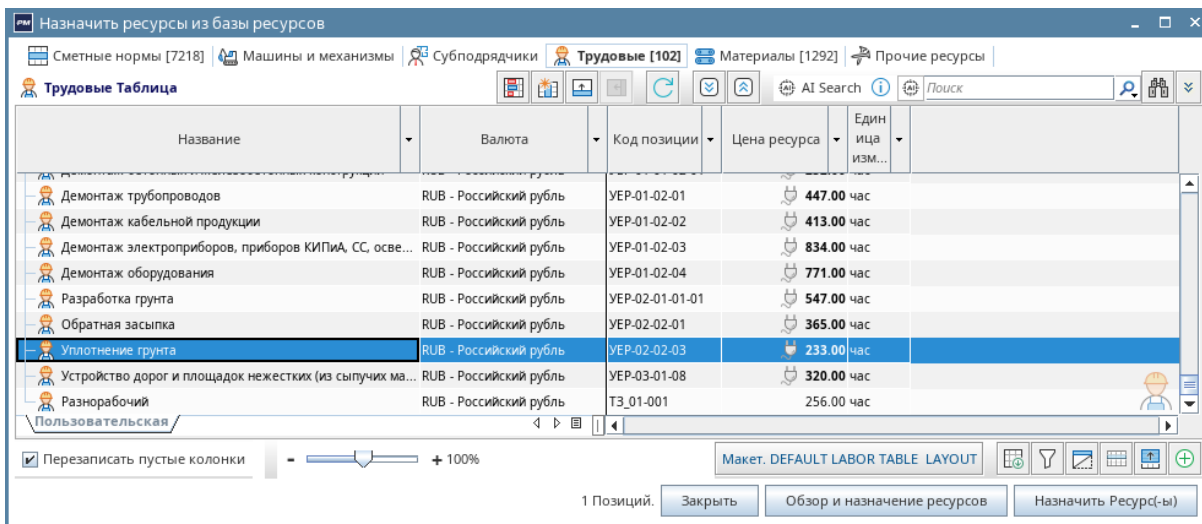 PM Назначить ресурсы из базы ресурсов
Сметные нормы [7218] Машины и механизмы Субподрядчики Трудовые [102] Материалы [1292] Прочие ресурсы
Трудовые Таблица AI AI Search i AI Поиск
Название Валюта Код позиции Цена ресурса Един
ица
изм...
Демонтаж трубопроводов RUB - Российский рубль УЕР-01-02-01 447.00 час
Демонтаж кабельной продукции RUB - Российский рубль УЕР-01-02-02 413.00 час
Демонтаж электроприборов, приборов КИПиА, СС, осве... RUB - Российский рубль УЕР-01-02-03 834.00 час
Демонтаж оборудования RUB - Российский рубль УЕР-01-02-04 771.00 час
Разработка грунта RUB - Российский рубль УЕР-02-01-01-01 547.00 час
Обратная засыпка RUB - Российский рубль УЕР-02-02-01 365.00 час
Уплотнение грунта RUB - Российский рубль УЕР-02-02-03 233.00 час
Устройство дорог и площадок нежестких (из сыпучих ма... RUB - Российский рубль УЕР-03-01-08 320.00 час
Разнорабочий RUB - Российский рубль ТЗ_01-001 256.00 час
Пользовательская
Перезаписать пустые колонки - + 100% Макет. DEFAULT LABOR TABLE LAYOUT
1 Позиций. Закрыть Обзор и назначение ресурсов Назначить Ресурс(-ы)